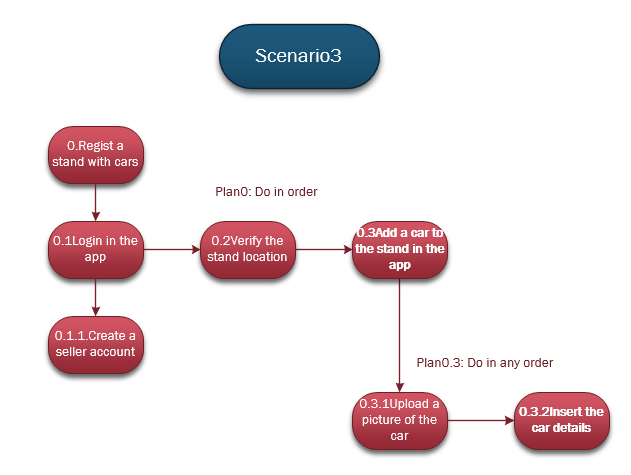 Scenario3
0.Regist a
stand with cars
Plan0: Do in order
0.1Login in the
app
0.2Verify the
stand location
0.3Add a car to
the stand in the
app
0.1.1.Create a
seller account
Plan0.3: Do in any order
0.3.1Upload a
picture of the
car
0.3.2Insert the
car details